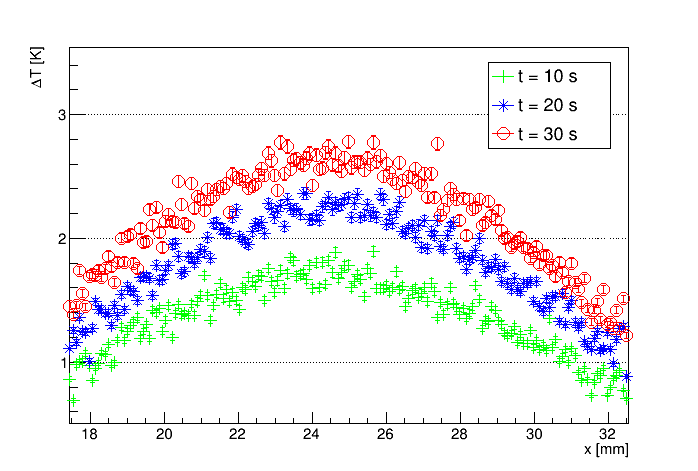 ΔT [K]
t = 10 s
t = 20 s
t = 30 s
3
2
1
18 20 22 24 26 28 30 32
x [mm]